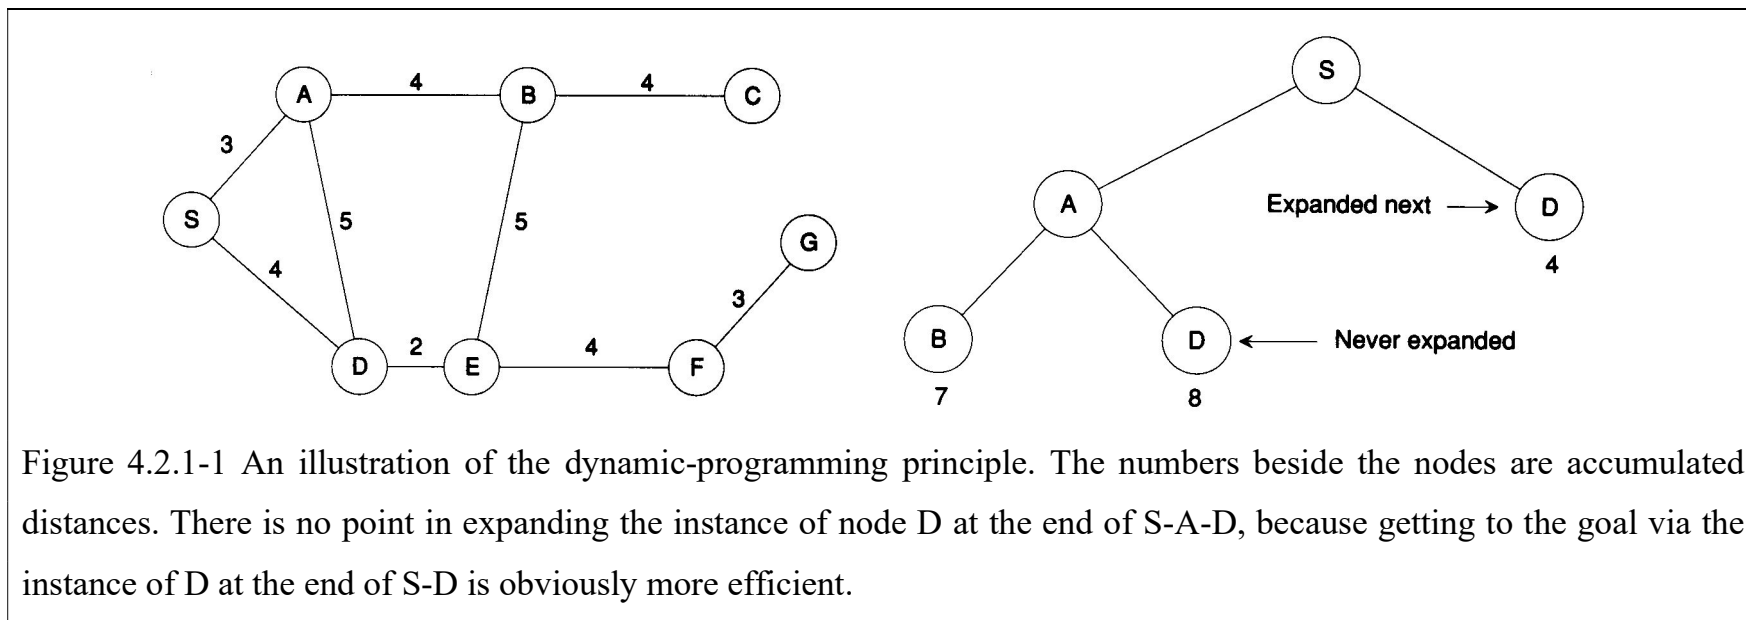 A 4 B 4 C
3
S 5 5
4
G
3
D 2 E 4 F
S
A Expanded next D
4
B D Never expanded
7 8
Figure 4.2.1-1 An illustration of the dynamic-programming principle. The numbers beside the nodes are accumulated
distances. There is no point in expanding the instance of node D at the end of S-A-D, because getting to the goal via the
instance of D at the end of S-D is obviously more efficient.